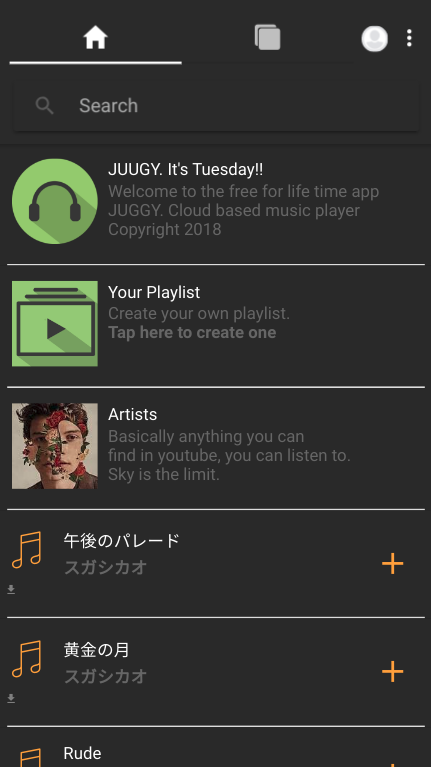 Search
JUUGY. It's Tuesday!!
Welcome to the free for life time app
JUGGY. Cloud based music player
Copyright 2018
Your Playlist
Create your own playlist.
Tap here to create one
Artists
Basically anything you can
find in youtube, you can listen to.
Sky is the limit.
午後のパレード
スガシカオ
黄金の月
スガシカオ
Rude